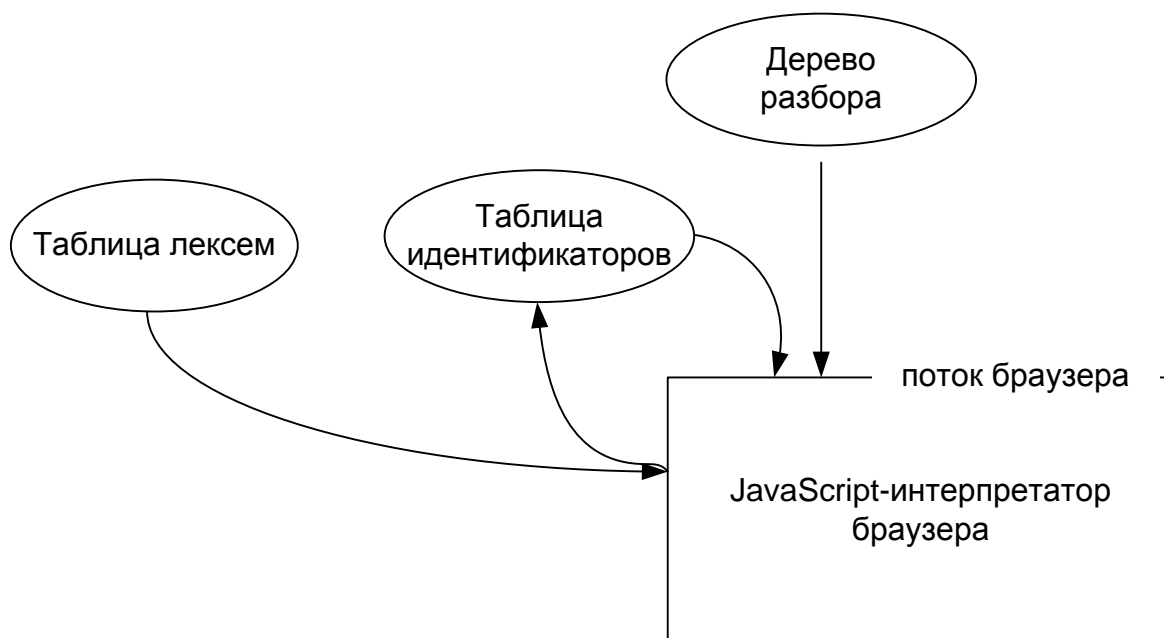 Дерево
разбора
Таблица лексем
Таблица
идентификаторов
поток браузера
JavaScript-интерпретатор
браузера